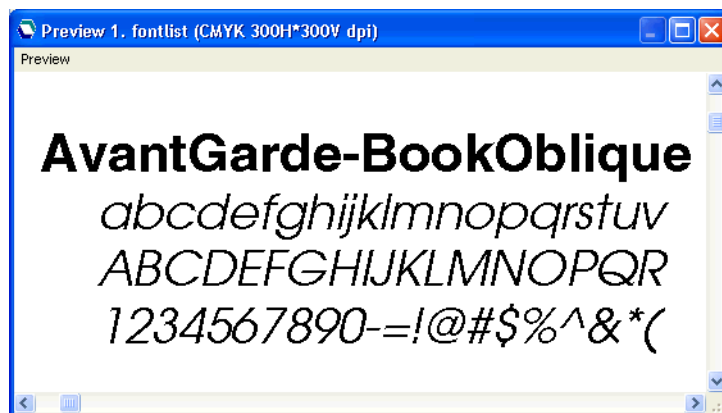 Preview 1. fontlist (CMYK 300H*300V dpi)
Preview
AvantGarde-BookOblique
abcdefghijklmnopqrstuv
ABCDEFGHIJKLMNOPQR
1234567890-=!@#$%^&*(